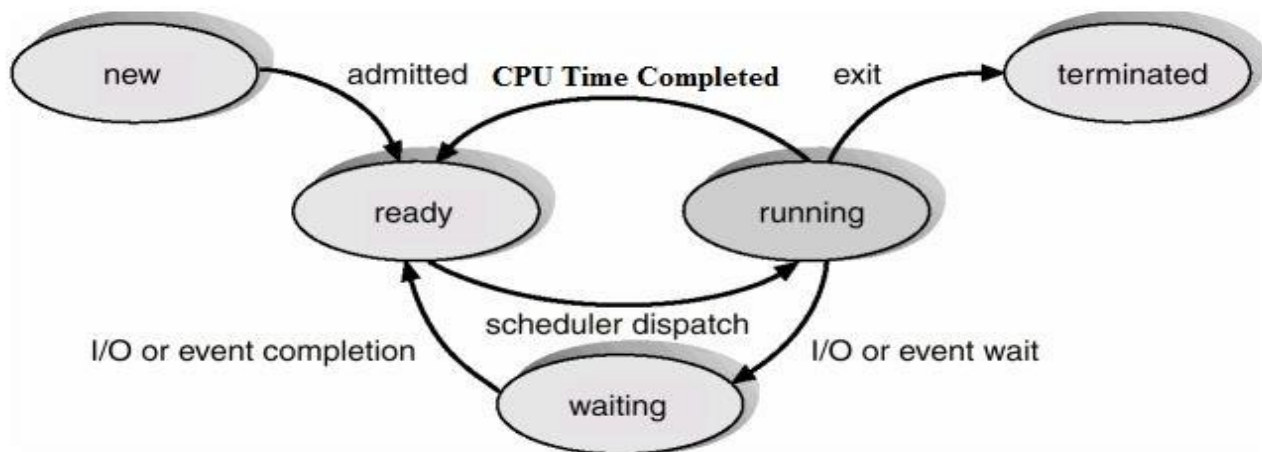 new
admitted
CPU Time Completed
exit
terminated
ready
running
scheduler dispatch
I/O or event completion
I/O or event wait
waiting